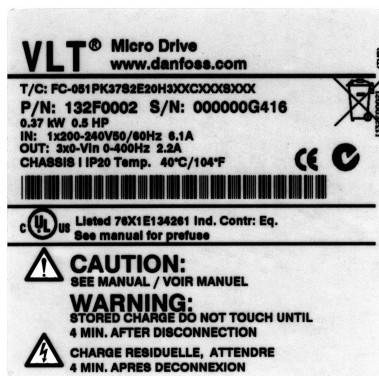 VLT® Micro Drive
www.danfoss.com
T/C: FC-051PK37S2E20H3XXCXXXSXXX
P/N: 132F0002 S/N: 000000G416
0.37 kW 0.5 HP
IN: 1x200-240V50/60Hz 6.1A
OUT: 3x0-Vin 0-400Hz 2.2A
CHASSIS I IP20 Temp. 40°C/104°F
CE
c UL US Listed 76X1E134261 Ind. Contr: Eq.
See manual for prefuse
CAUTION:
SEE MANUAL / VOIR MANUEL
WARNING:
STORED CHARGE DO NOT TOUCH UNTIL
4 MIN. AFTER DISCONNECTION
CHARGE RESIDUELLE, ATTENDRE
4 MIN. APRES DECONNEXION